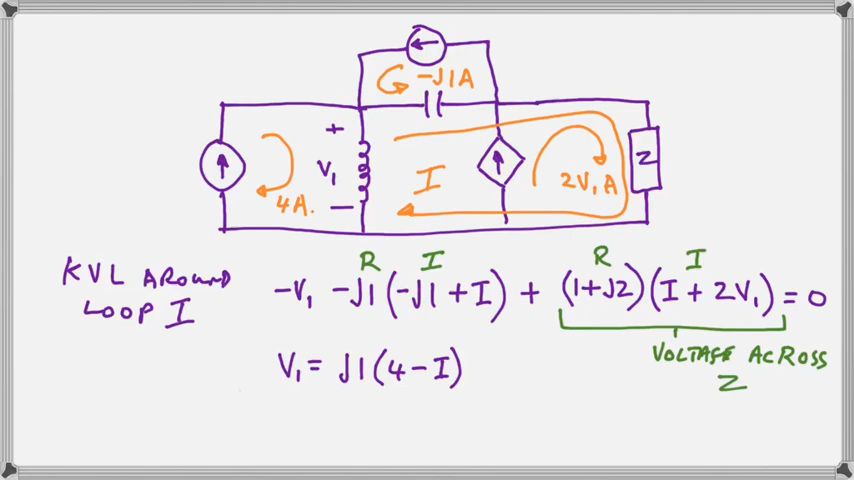 -J1A
+
V₁
-
4A.
I
2V₁A
Z
KVL AROUND
LOOP I
R I R I
-V₁ -J1(-J1+I) + (1+J2)(I+2V₁) = 0
VOLTAGE ACROSS
Z
V₁ = J1(4-I)